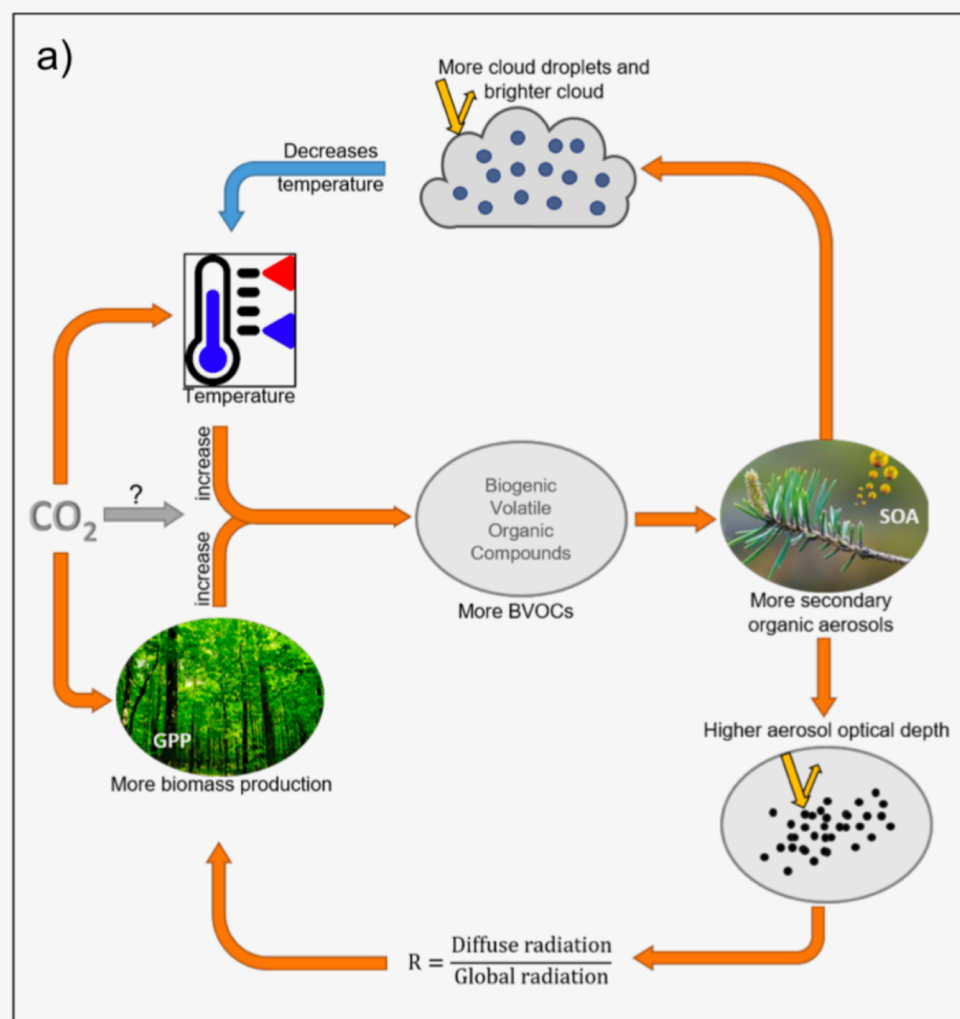 a)
More cloud droplets and
brighter cloud
Decreases
temperature
Temperature
increase
CO₂
?
increase
Biogenic
Volatile
Organic
Compounds
More BVOCs
SOA
More secondary
organic aerosols
GPP
More biomass production
Higher aerosol optical depth
R = Diffuse radiation
Global radiation